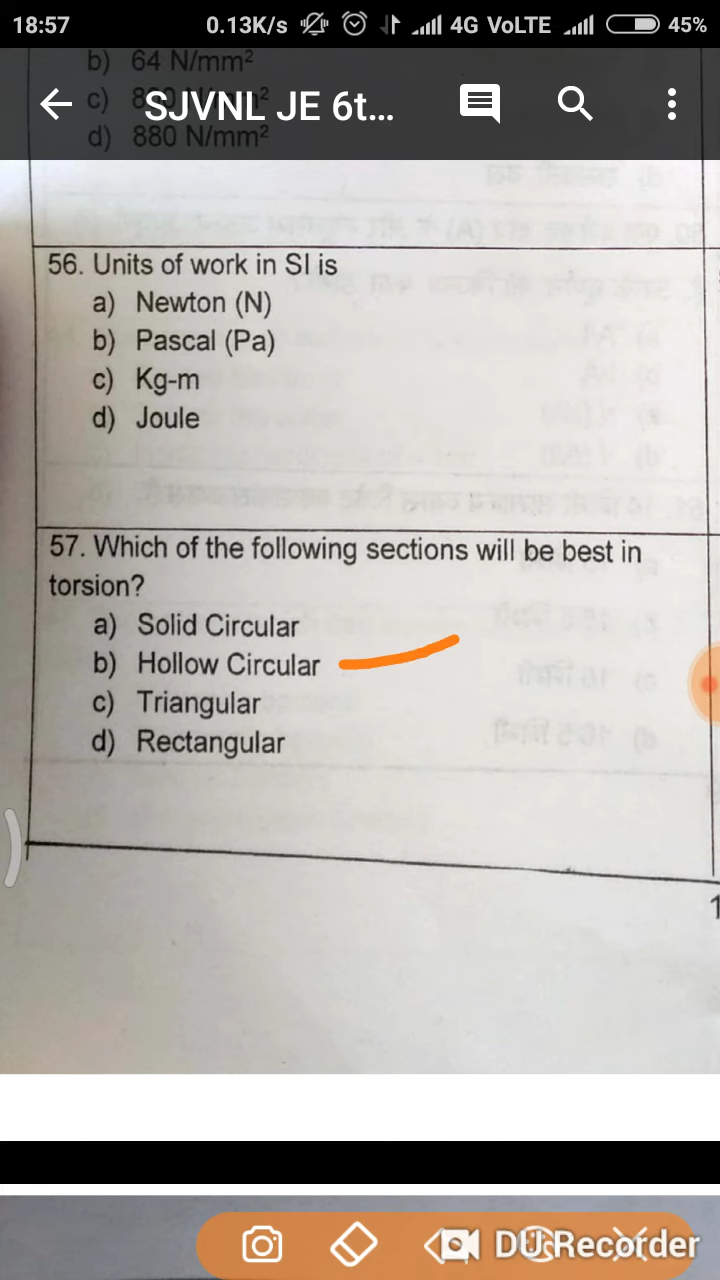 18:57 0.13K/s 4G VoLTE 45%
b) 64 N/mm²
SJVNL JE 6t...
d) 880 N/mm²
56. Units of work in SI is
a) Newton (N)
b) Pascal (Pa)
c) Kg-m
d) Joule
57. Which of the following sections will be best in
torsion?
a) Solid Circular
b) Hollow Circular
c) Triangular
d) Rectangular
1
DU Recorder